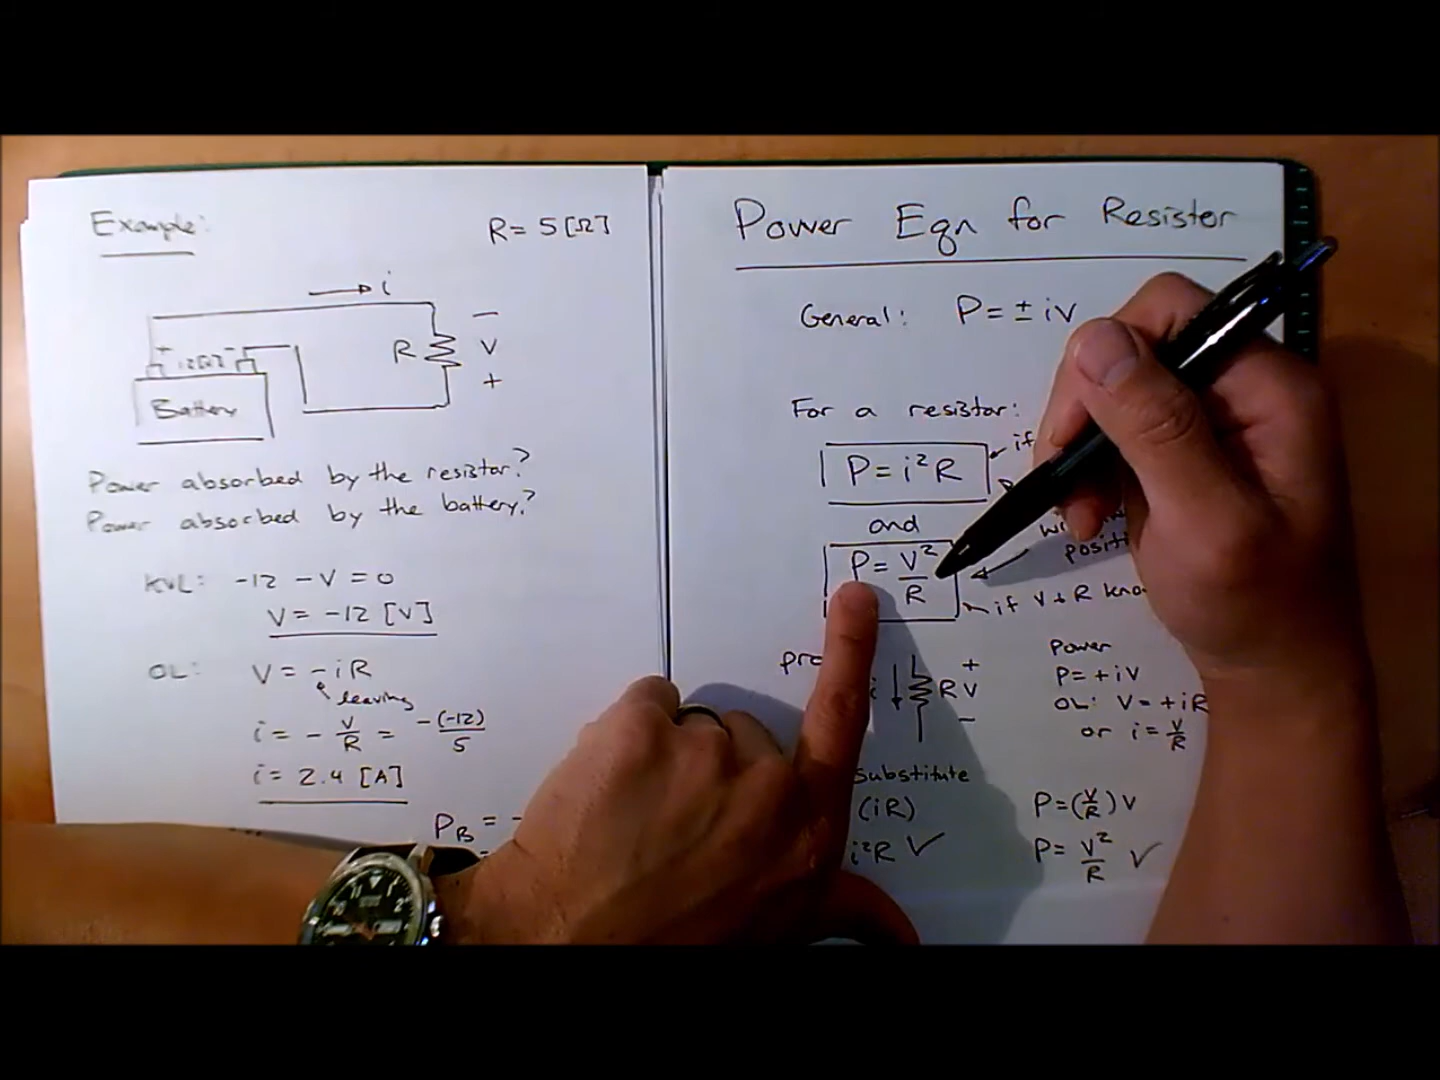 Example:
R = 5 [Ω]
i
+ 12[V] -
Battery
R
-
V
+
Power absorbed by the resistor?
Power absorbed by the battery?
KVL: -12 - V = 0
V = -12 [V]
OL: V = -iR
leaving
i = - V/R = -(-12)/5
i = 2.4 [A]
P_B = -
Power Eqn for Resistor
General: P = ± iV
For a resistor:
P = i²R
if
and
P = V²/R
if V + R
i
R
+
V
-
Power
P = +iV
OL: V = +iR
or i = V/R
substitute
(iR)
i²R ✓
P = (V/R) V
P = V²/R ✓